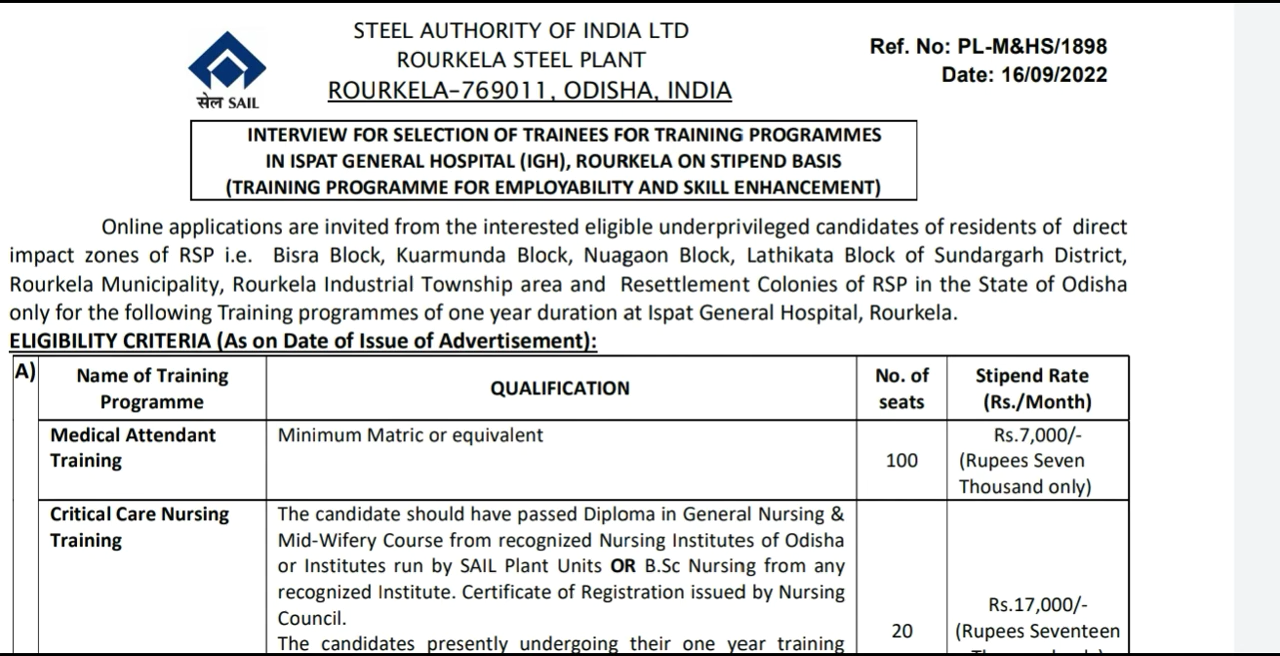 STEEL AUTHORITY OF INDIA LTD
ROURKELA STEEL PLANT
ROURKELA-769011, ODISHA, INDIA
सेल SAIL
Ref. No: PL-M&HS/1898
Date: 16/09/2022
INTERVIEW FOR SELECTION OF TRAINEES FOR TRAINING PROGRAMMES
IN ISPAT GENERAL HOSPITAL (IGH), ROURKELA ON STIPEND BASIS
(TRAINING PROGRAMME FOR EMPLOYABILITY AND SKILL ENHANCEMENT)
Online applications are invited from the interested eligible underprivileged candidates of residents of direct
impact zones of RSP i.e. Bisra Block, Kuarmunda Block, Nuagaon Block, Lathikata Block of Sundargarh District,
Rourkela Municipality, Rourkela Industrial Township area and Resettlement Colonies of RSP in the State of Odisha
only for the following Training programmes of one year duration at Ispat General Hospital, Rourkela.
ELIGIBILITY CRITERIA (As on Date of Issue of Advertisement):
A)
Name of Training
Programme
QUALIFICATION
No. of
seats
Stipend Rate
(Rs./Month)
Medical Attendant
Training
Minimum Matric or equivalent
100
Rs.7,000/-
(Rupees Seven
Thousand only)
Critical Care Nursing
Training
The candidate should have passed Diploma in General Nursing &
Mid-Wifery Course from recognized Nursing Institutes of Odisha
or Institutes run by SAIL Plant Units OR B.Sc Nursing from any
recognized Institute. Certificate of Registration issued by Nursing
Council.
The candidates presently undergoing their one year training
20
Rs.17,000/-
(Rupees Seventeen